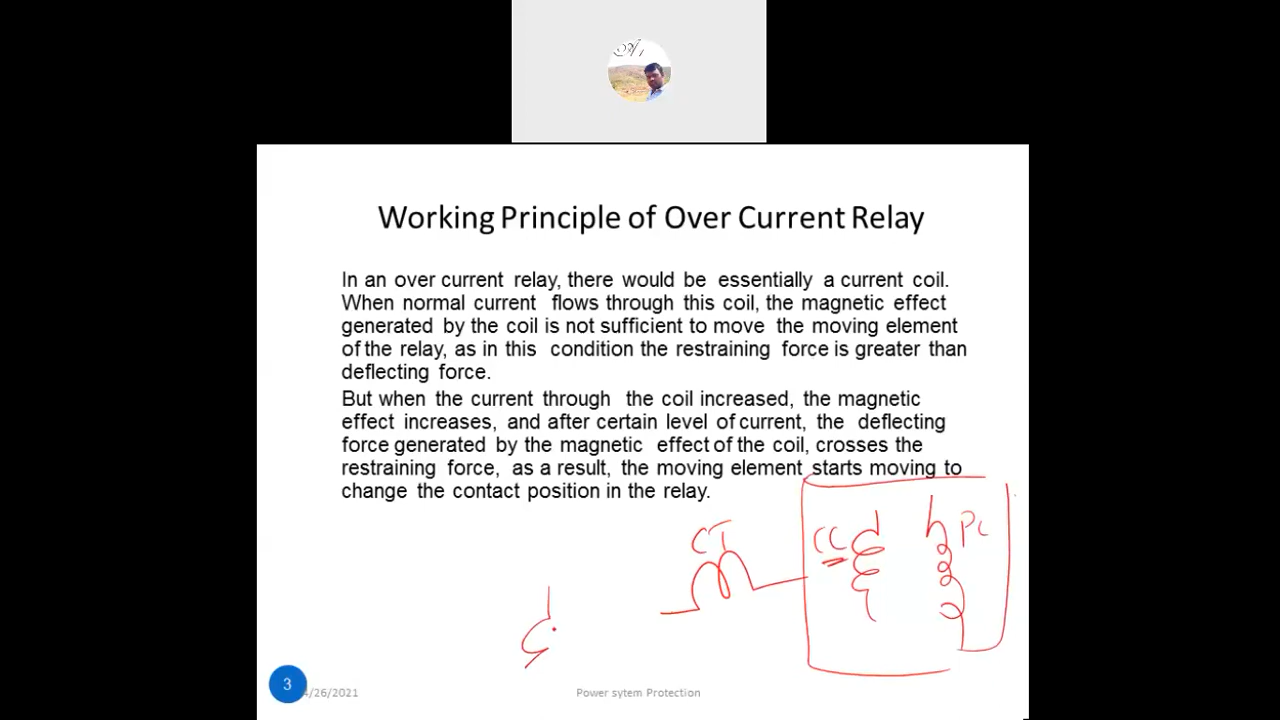 Working Principle of Over Current Relay
In an over current relay, there would be essentially a current coil.
When normal current flows through this coil, the magnetic effect
generated by the coil is not sufficient to move the moving element
of the relay, as in this condition the restraining force is greater than
deflecting force.
But when the current through the coil increased, the magnetic
effect increases, and after certain level of current, the deflecting
force generated by the magnetic effect of the coil, crosses the
restraining force, as a result, the moving element starts moving to
change the contact position in the relay.
CT
CC
PC
3
4/26/2021
Power sytem Protection